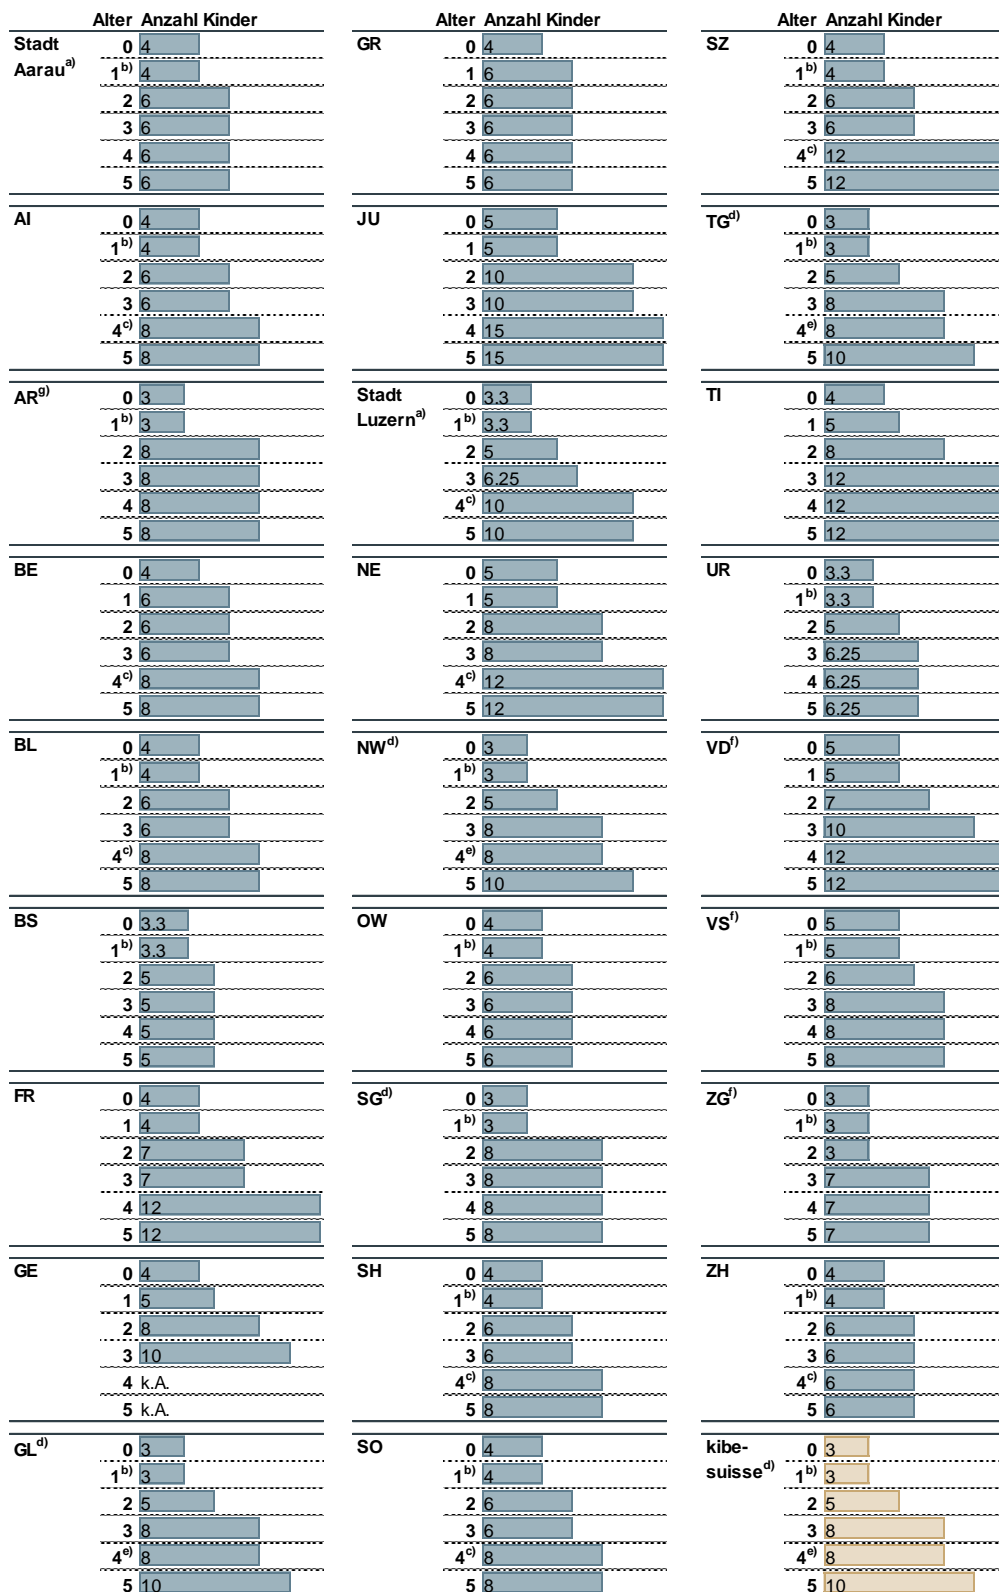 Alter Anzahl Kinder
Stadt 0 4
Aarau a) 1 b) 4
2 6
3 6
4 6
5 6
AI 0 4
1 b) 4
2 6
3 6
4 c) 8
5 8
AR g) 0 3
1 b) 3
2 8
3 8
4 8
5 8
BE 0 4
1 6
2 6
3 6
4 c) 8
5 8
BL 0 4
1 b) 4
2 6
3 6
4 c) 8
5 8
BS 0 3.3
1 b) 3.3
2 5
3 5
4 5
5 5
FR 0 4
1 4
2 7
3 7
4 12
5 12
GE 0 4
1 5
2 8
3 10
4 k.A.
5 k.A.
GL d) 0 3
1 b) 3
2 5
3 8
4 e) 8
5 10
Alter Anzahl Kinder
GR 0 4
1 6
2 6
3 6
4 6
5 6
JU 0 5
1 5
2 10
3 10
4 15
5 15
Stadt 0 3.3
Luzern a) 1 b) 3.3
2 5
3 6.25
4 c) 10
5 10
NE 0 5
1 5
2 8
3 8
4 c) 12
5 12
NW d) 0 3
1 b) 3
2 5
3 8
4 e) 8
5 10
OW 0 4
1 b) 4
2 6
3 6
4 6
5 6
SG d) 0 3
1 b) 3
2 8
3 8
4 8
5 8
SH 0 4
1 b) 4
2 6
3 6
4 c) 8
5 8
SO 0 4
1 b) 4
2 6
3 6
4 c) 8
5 8
Alter Anzahl Kinder
SZ 0 4
1 b) 4
2 6
3 6
4 c) 12
5 12
TG d) 0 3
1 b) 3
2 5
3 8
4 e) 8
5 10
TI 0 4
1 5
2 8
3 12
4 12
5 12
UR 0 3.3
1 b) 3.3
2 5
3 6.25
4 6.25
5 6.25
VD f) 0 5
1 5
2 7
3 10
4 12
5 12
VS f) 0 5
1 b) 5
2 6
3 8
4 8
5 8
ZG f) 0 3
1 b) 3
2 3
3 7
4 7
5 7
ZH 0 4
1 b) 4
2 6
3 6
4 c) 6
5 6
kibe- 0 3
suisse d) 1 b) 3
2 5
3 8
4 e) 8
5 10